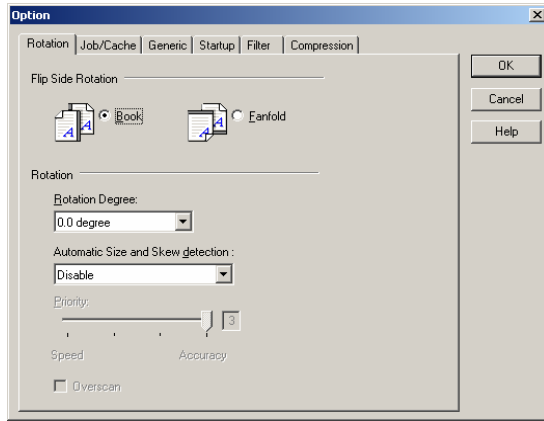 Option
Rotation Job/Cache Generic Startup Filter Compression
OK
Cancel
Help
Flip Side Rotation
A A Book A A Fanfold
Rotation
Rotation Degree:
0.0 degree
Automatic Size and Skew detection :
Disable
Priority:
3
Speed Accuracy
Overscan